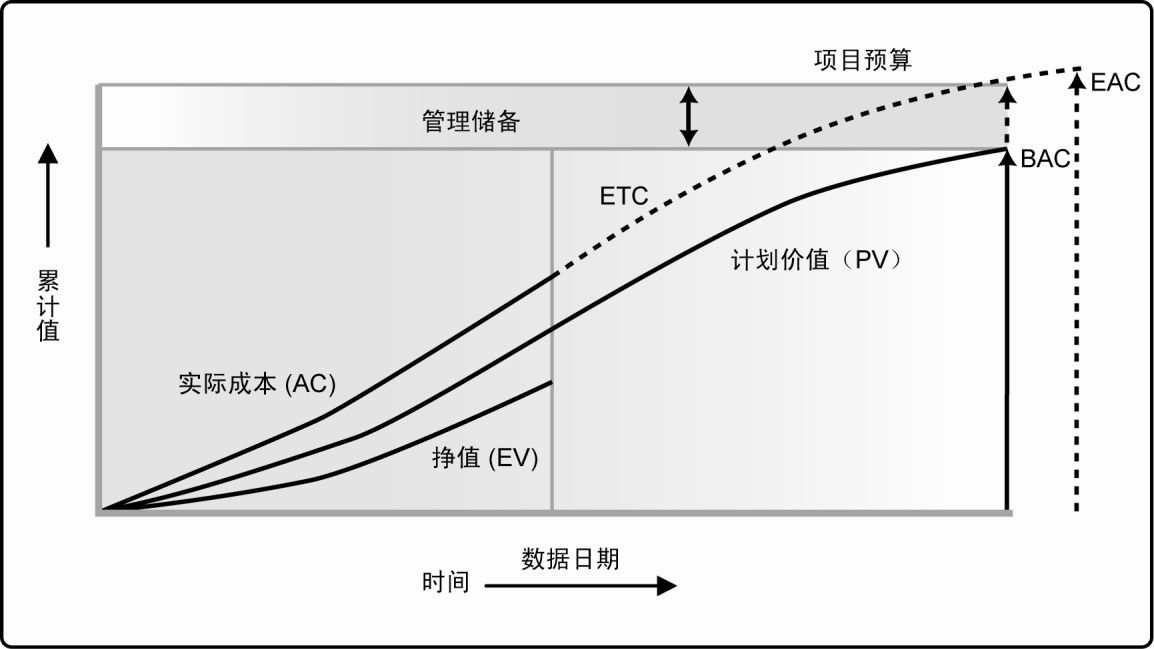 项目预算
EAC
管理储备
BAC
ETC
计划价值（PV）
累计值
实际成本 (AC)
挣值 (EV)
数据日期
时间